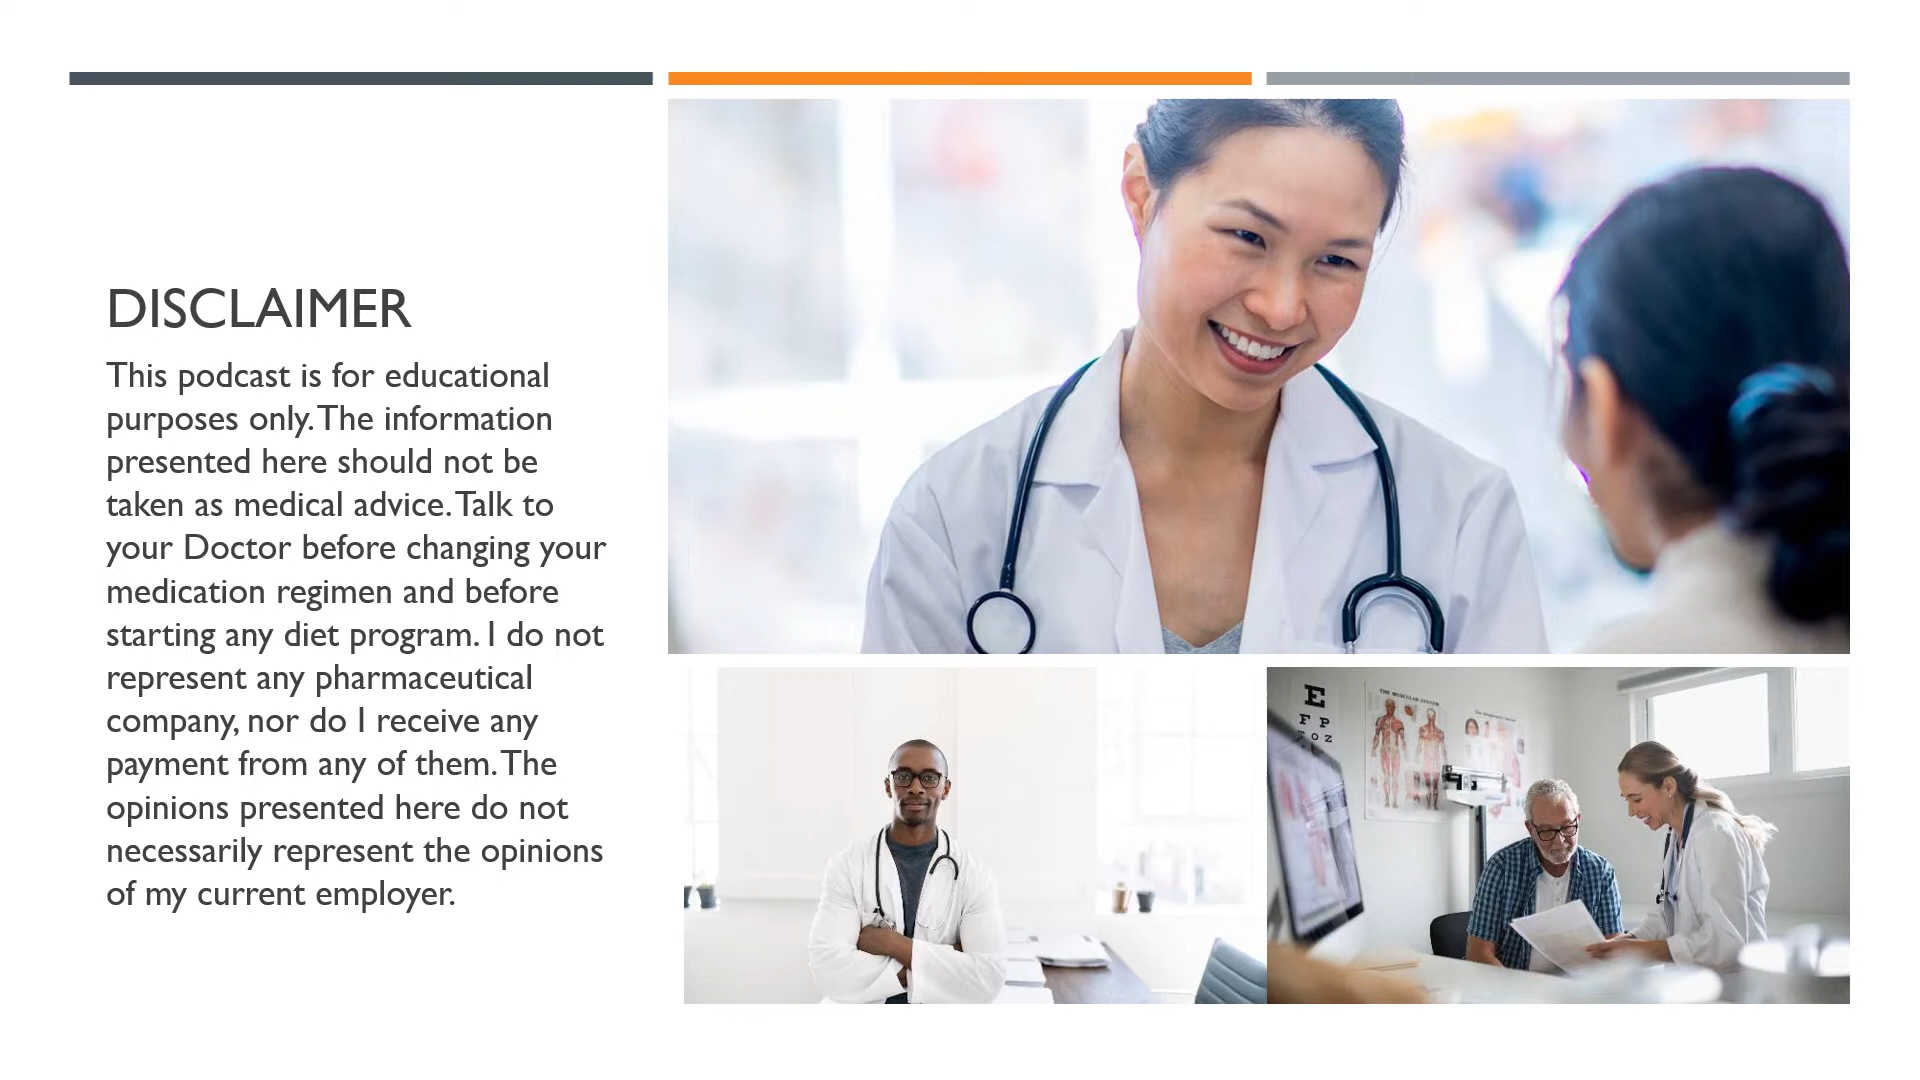 DISCLAIMER
This podcast is for educational
purposes only. The information
presented here should not be
taken as medical advice. Talk to
your Doctor before changing your
medication regimen and before
starting any diet program. I do not
represent any pharmaceutical
company, nor do I receive any
payment from any of them. The
opinions presented here do not
necessarily represent the opinions
of my current employer.
E
F P
T O Z
THE MUSCULAR SYSTEM